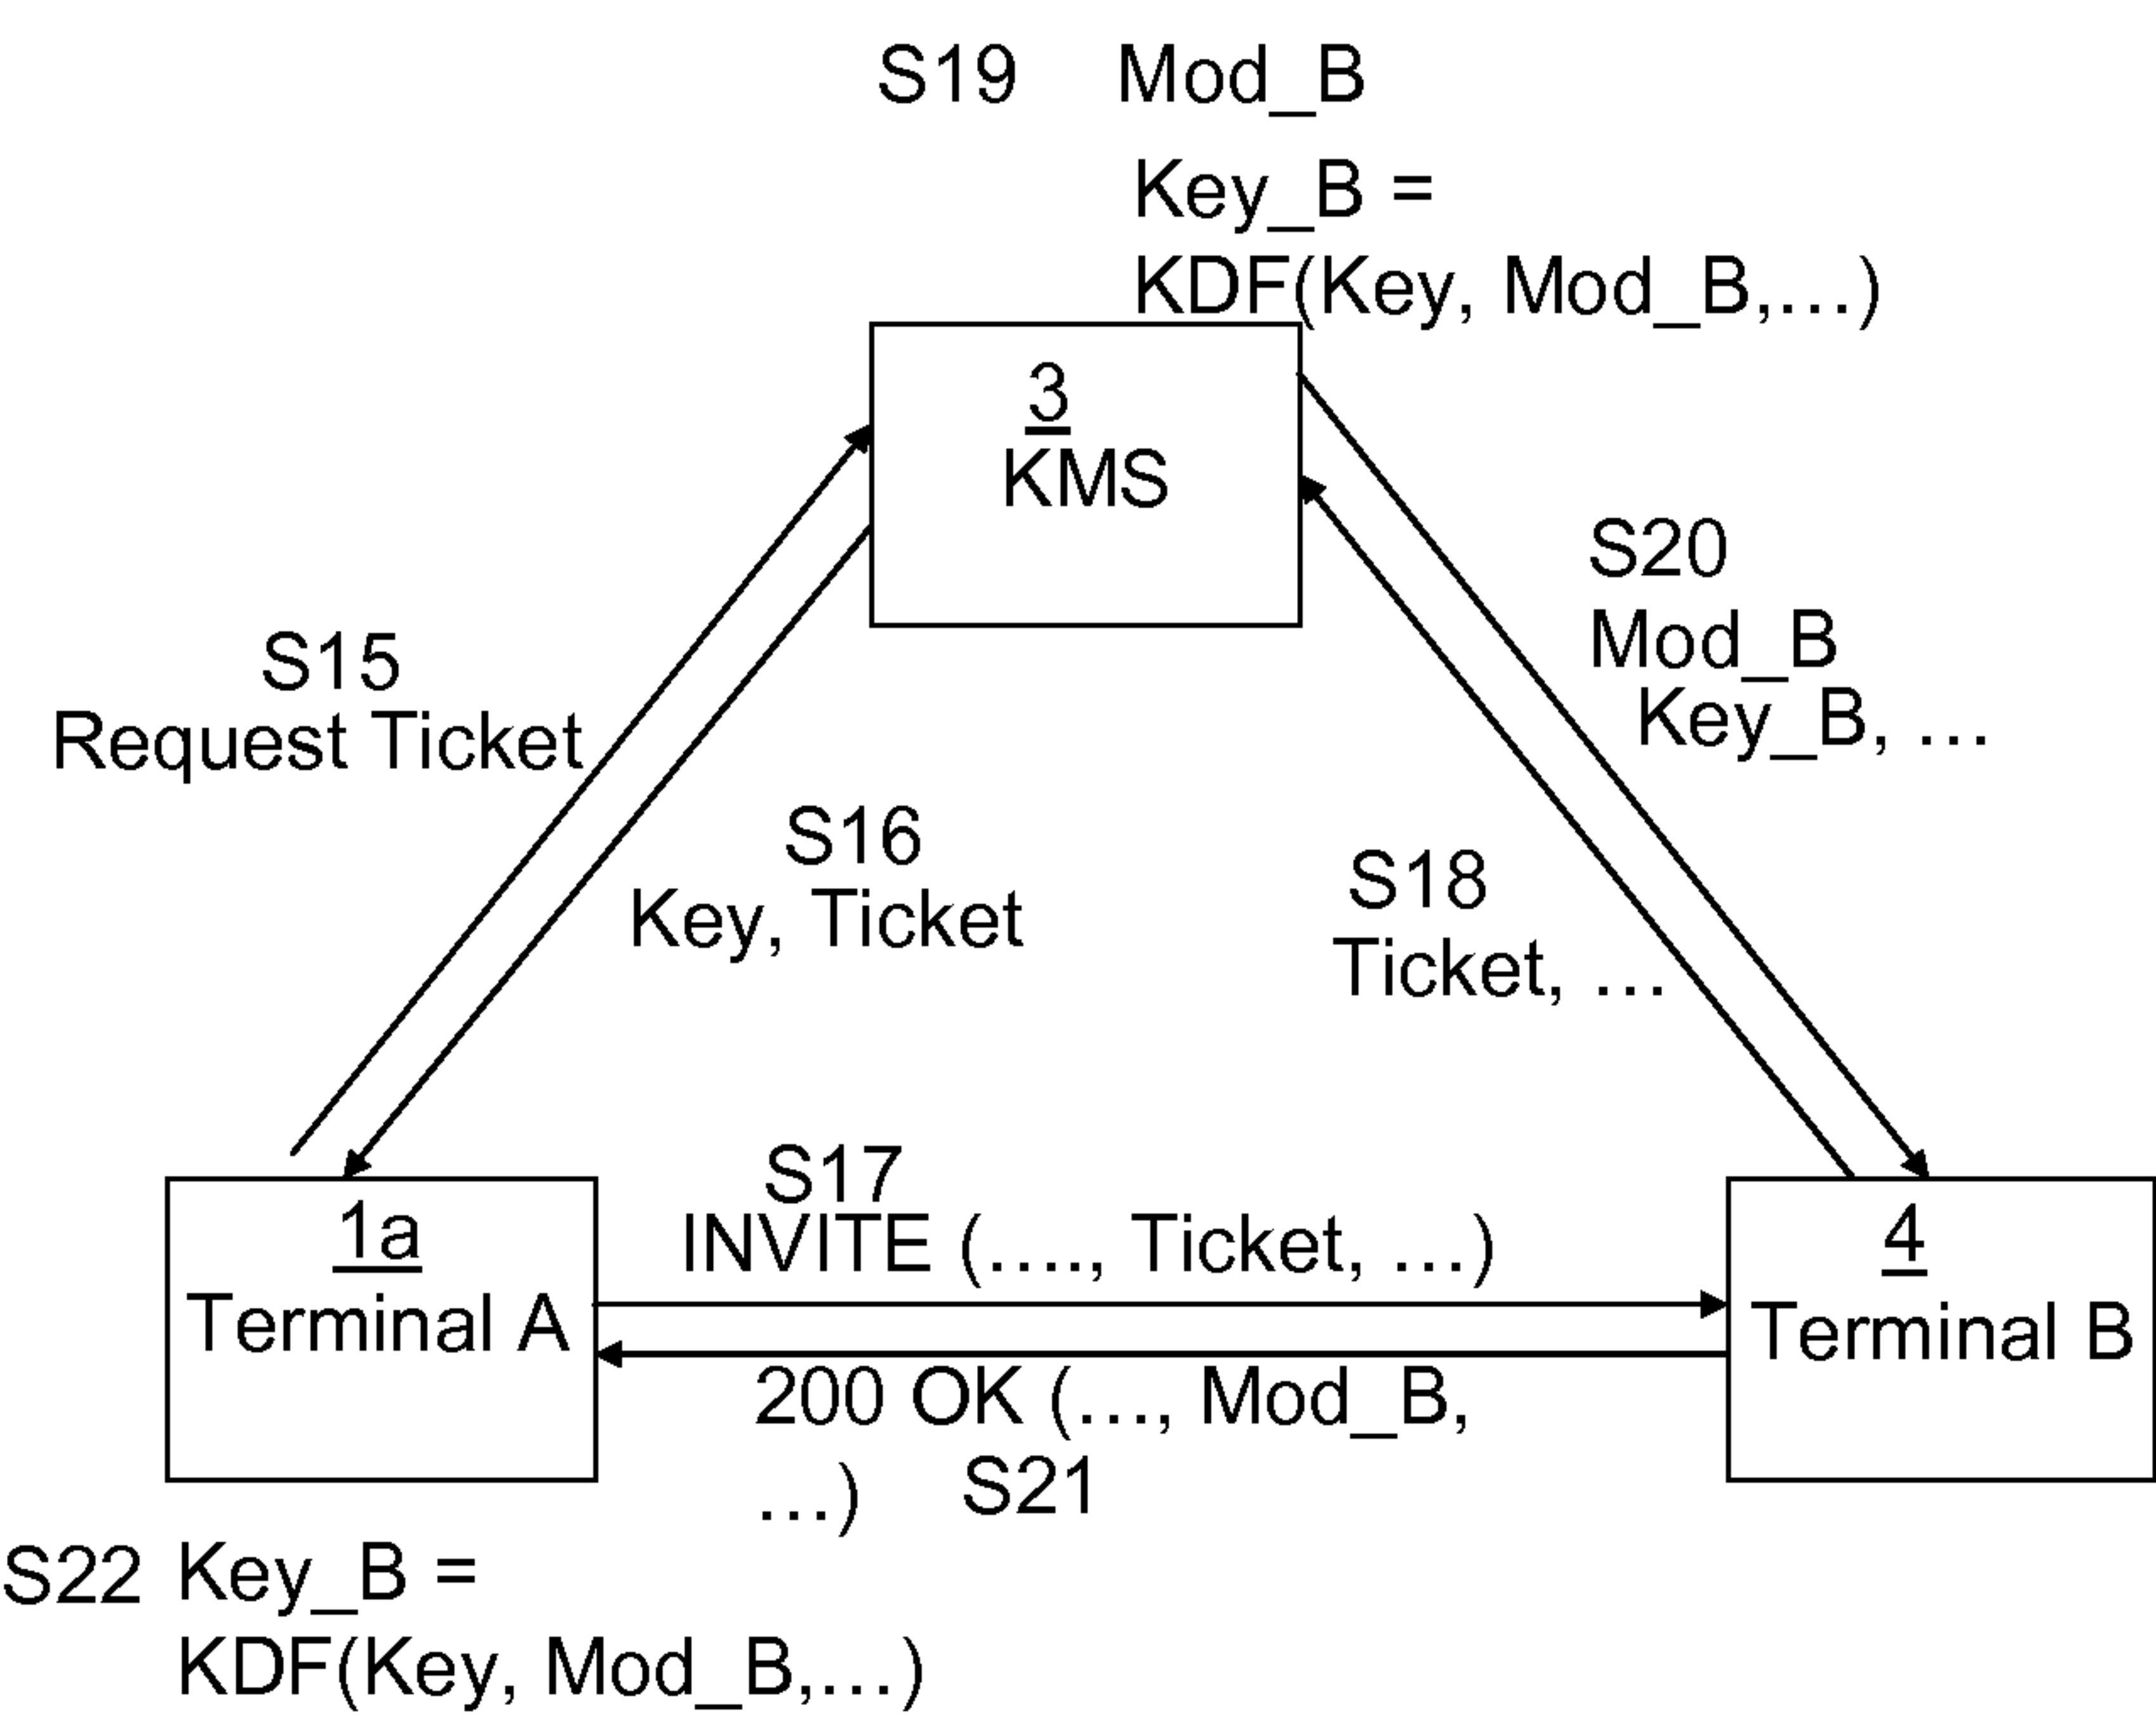 S19 Mod_B
Key_B =
KDF(Key, Mod_B,...)
3
KMS
S20
Mod_B
Key_B, ...
S15
Request Ticket
S16
Key, Ticket
S18
Ticket, ...
S17
INVITE (...., Ticket, ...)
1a
Terminal A
4
Terminal B
200 OK (..., Mod_B,
...) S21
S22 Key_B =
KDF(Key, Mod_B,...)